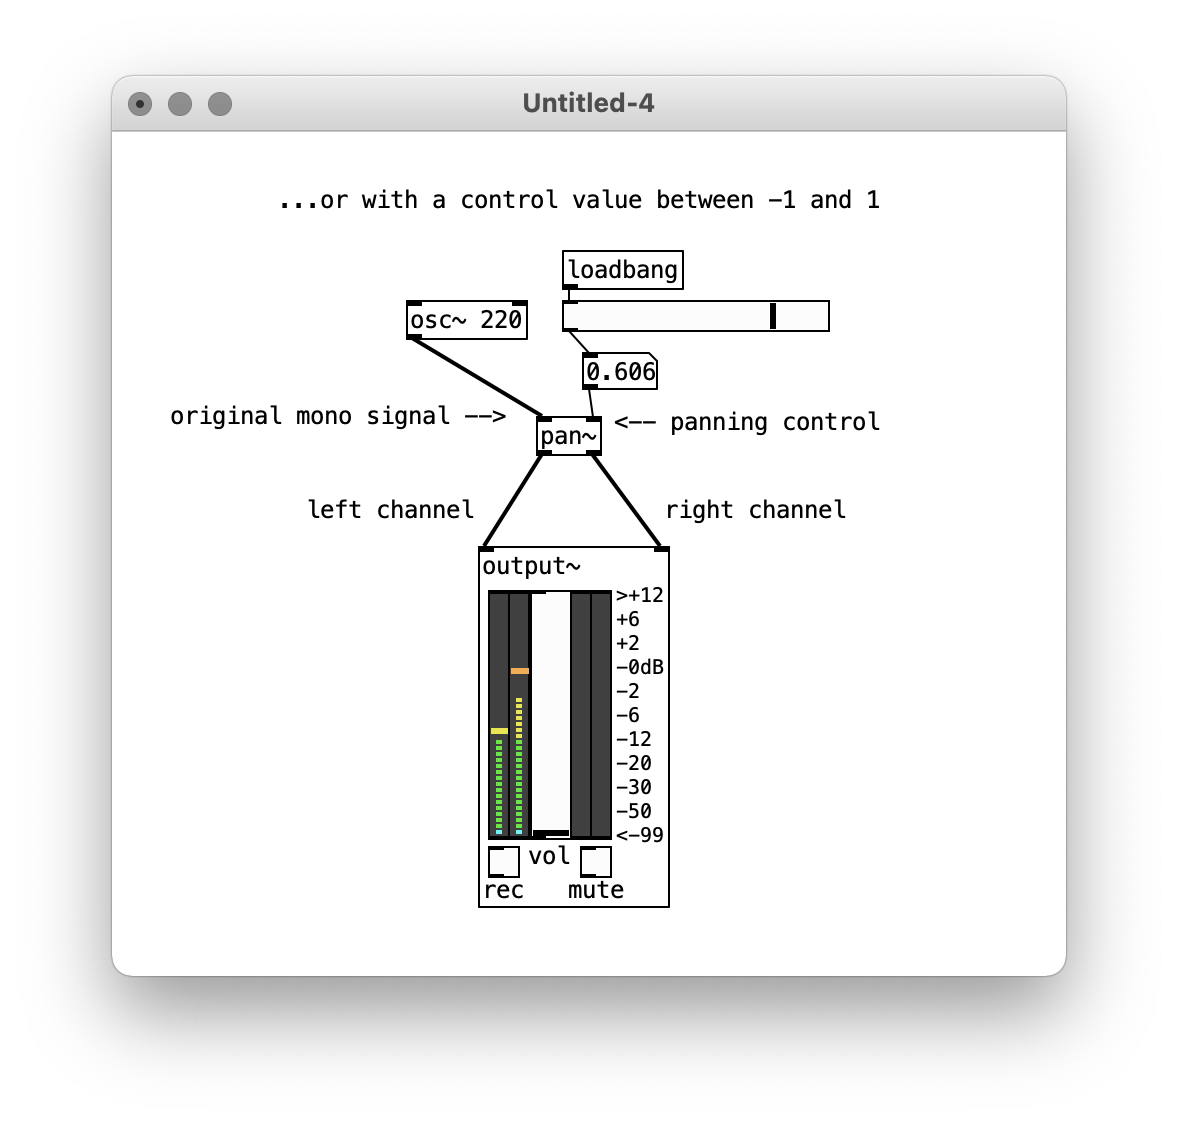 Untitled-4
...or with a control value between -1 and 1
loadbang
osc~ 220
0.606
original mono signal -->
pan~
<-- panning control
left channel
right channel
output~
>+12
+6
+2
-0dB
-2
-6
-12
-20
-30
-50
<-99
vol
rec
mute